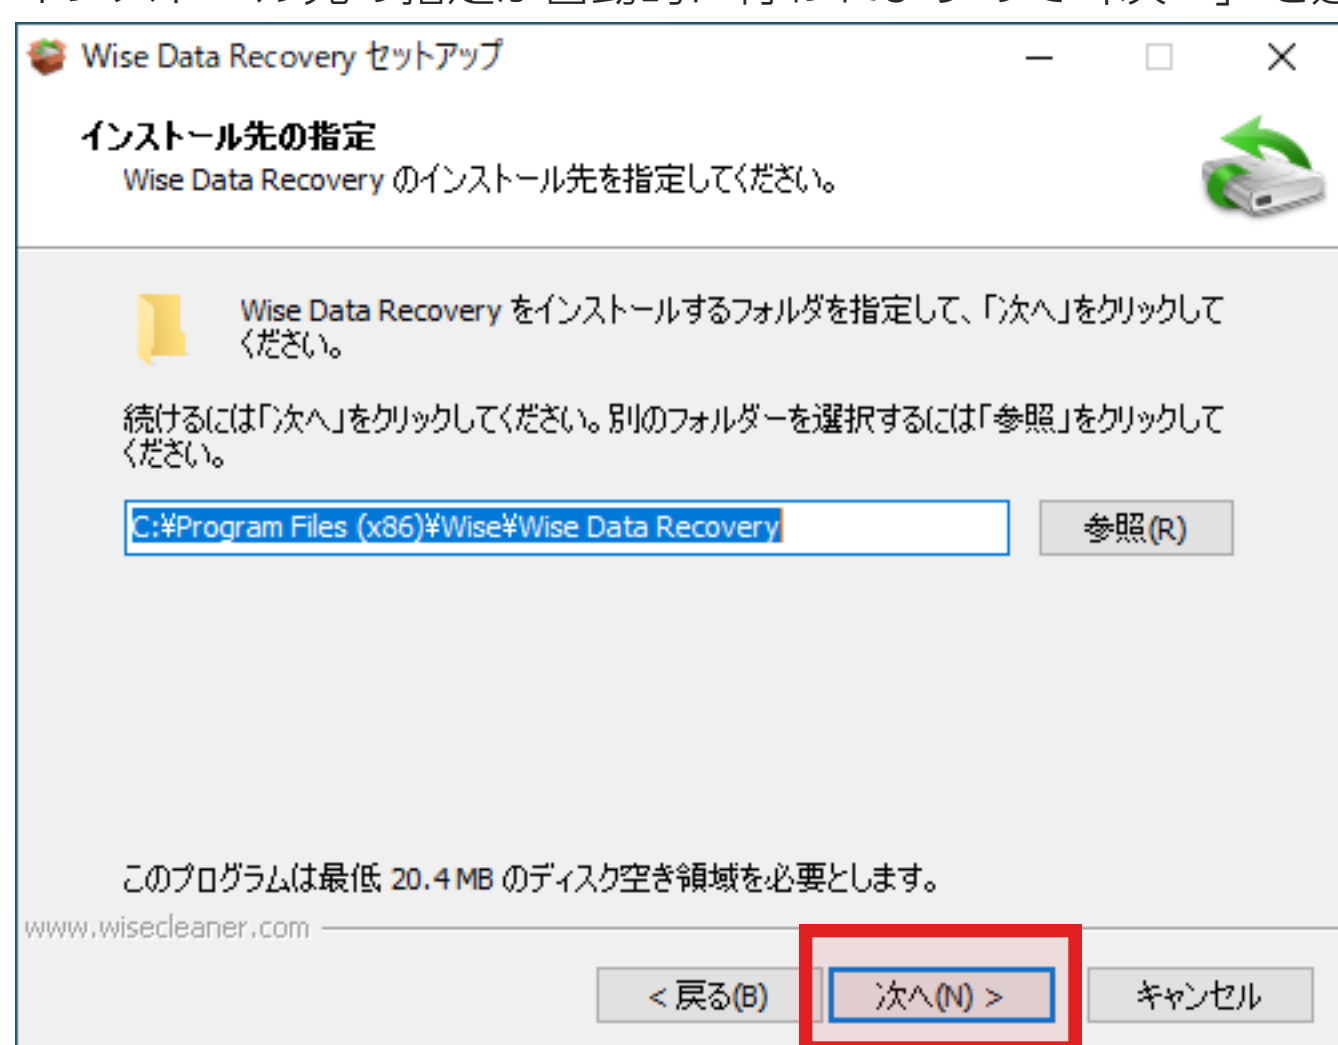 Wise Data Recovery セットアップ
インストール先の指定
Wise Data Recovery のインストール先を指定してください。
Wise Data Recovery をインストールするフォルダを指定して、「次へ」をクリックして
ください。
続けるには「次へ」をクリックしてください。別のフォルダーを選択するには「参照」をクリックして
ください。
C:¥Program Files (x86)¥Wise¥Wise Data Recovery
参照(R)
このプログラムは最低 20.4 MB のディスク空き領域を必要とします。
www.wisecleaner.com
< 戻る(B)
次へ(N) >
キャンセル